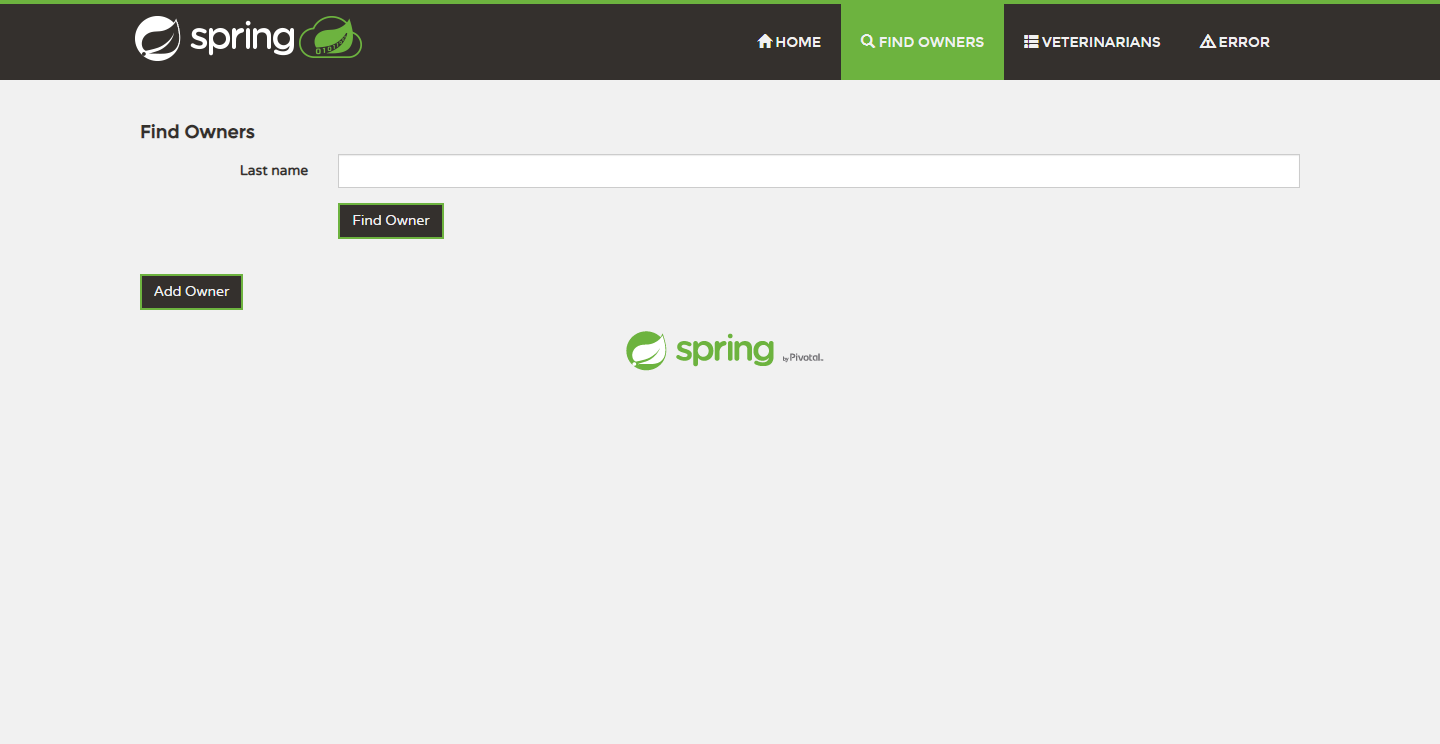 spring
HOME
FIND OWNERS
VETERINARIANS
ERROR
Find Owners
Last name
Find Owner
Add Owner
spring by Pivotal.